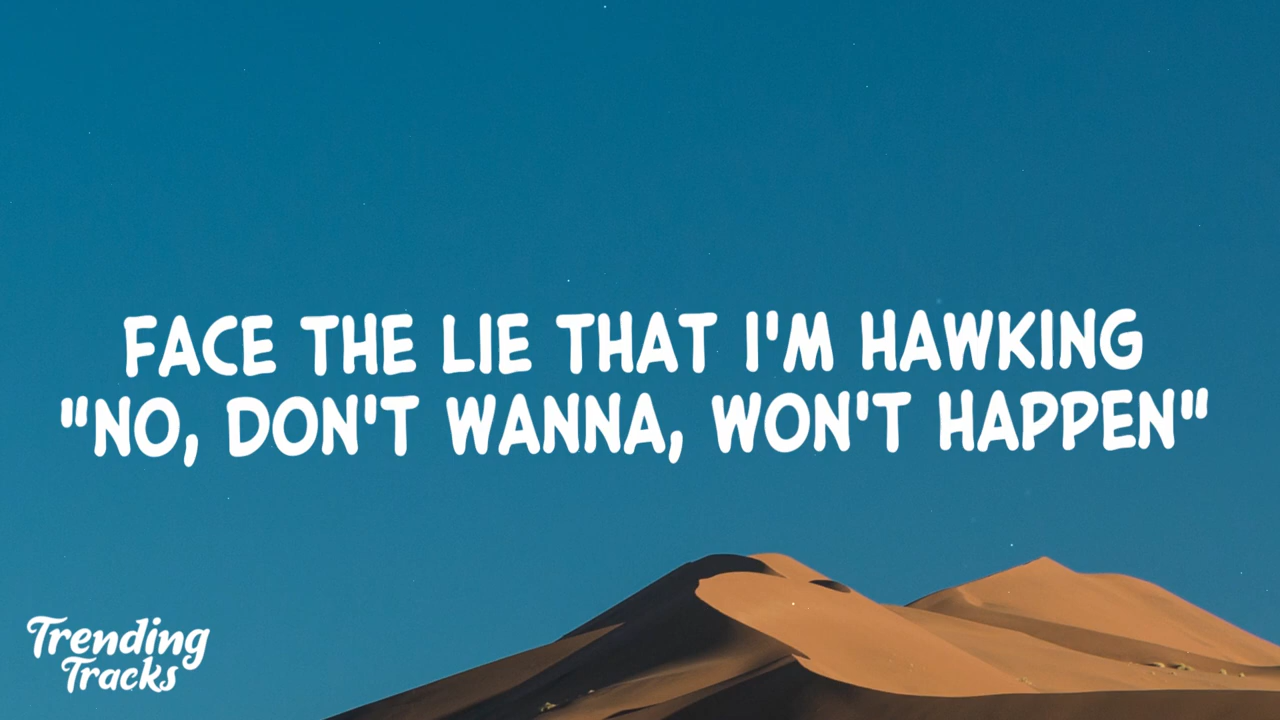 FACE THE LIE THAT I'M HAWKING
"NO, DON'T WANNA, WON'T HAPPEN"
Trending
Tracks